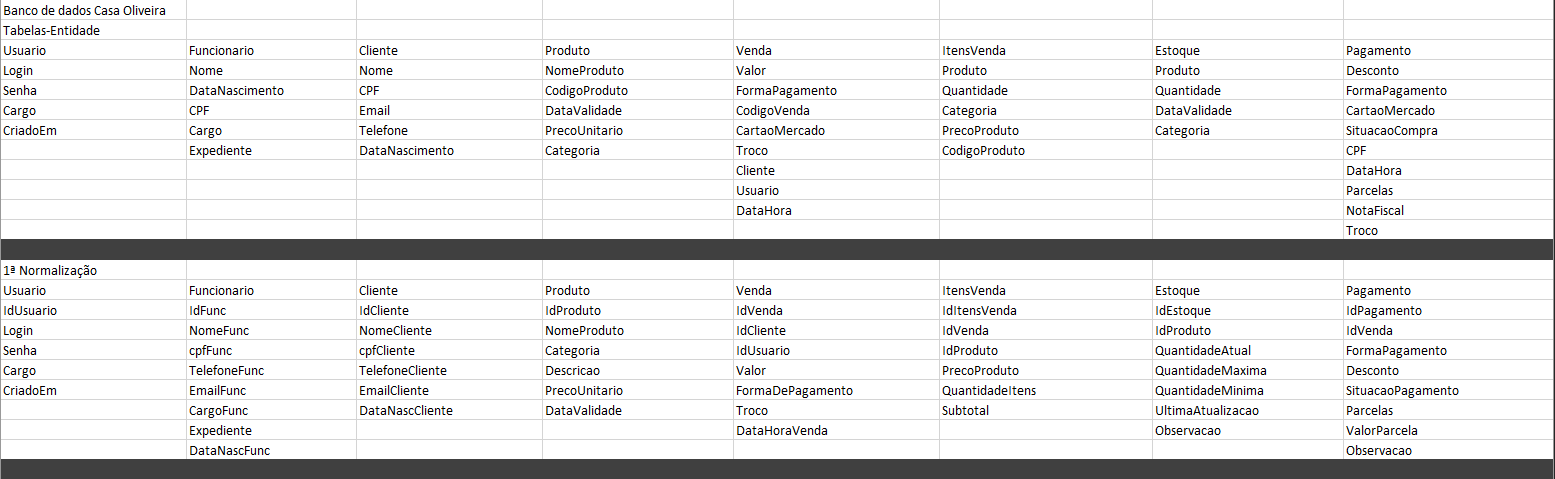 Banco de dados Casa Oliveira
Tabelas-Entidade
Usuario Funcionario Cliente Produto Venda ItensVenda Estoque Pagamento
Login Nome Nome NomeProduto Valor Produto Produto Desconto
Senha DataNascimento CPF CodigoProduto FormaPagamento Quantidade Quantidade FormaPagamento
Cargo CPF Email DataValidade CodigoVenda Categoria DataValidade CartaoMercado
CriadoEm Cargo Telefone PrecoUnitario CartaoMercado PrecoProduto Categoria SituacaoCompra
Expediente DataNascimento Categoria Troco CodigoProduto CPF
Cliente DataHora
Usuario Parcelas
DataHora NotaFiscal
Troco
1ª Normalização
Usuario Funcionario Cliente Produto Venda ItensVenda Estoque Pagamento
IdUsuario IdFunc IdCliente IdProduto IdVenda IdItensVenda IdEstoque IdPagamento
Login NomeFunc NomeCliente NomeProduto IdCliente IdVenda IdProduto IdVenda
Senha cpfFunc cpfCliente Categoria IdUsuario IdProduto QuantidadeAtual FormaPagamento
Cargo TelefoneFunc TelefoneCliente Descricao Valor PrecoProduto QuantidadeMaxima Desconto
CriadoEm EmailFunc EmailCliente PrecoUnitario FormaDePagamento QuantidadeItens QuantidadeMinima SituacaoPagamento
CargoFunc DataNascCliente DataValidade Troco Subtotal UltimaAtualizacao Parcelas
Expediente DataHoraVenda Observacao ValorParcela
DataNascFunc Observacao